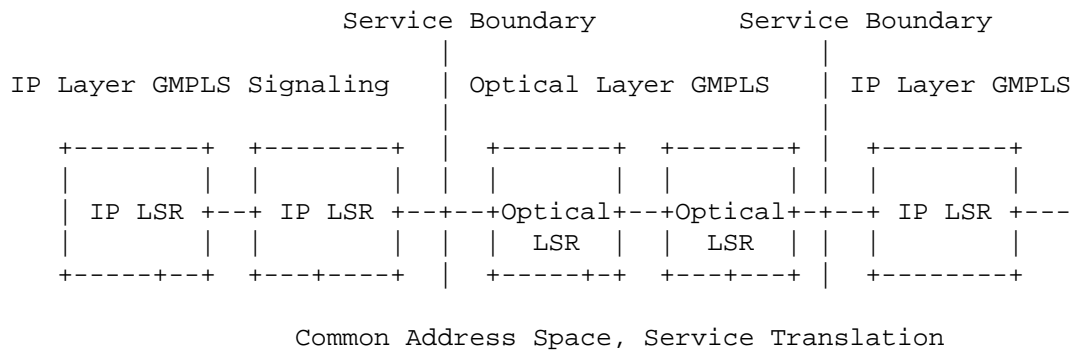 Service Boundary Service Boundary
IP Layer GMPLS Signaling Optical Layer GMPLS IP Layer GMPLS
IP LSR IP LSR Optical Optical IP LSR
LSR LSR
Common Address Space, Service Translation